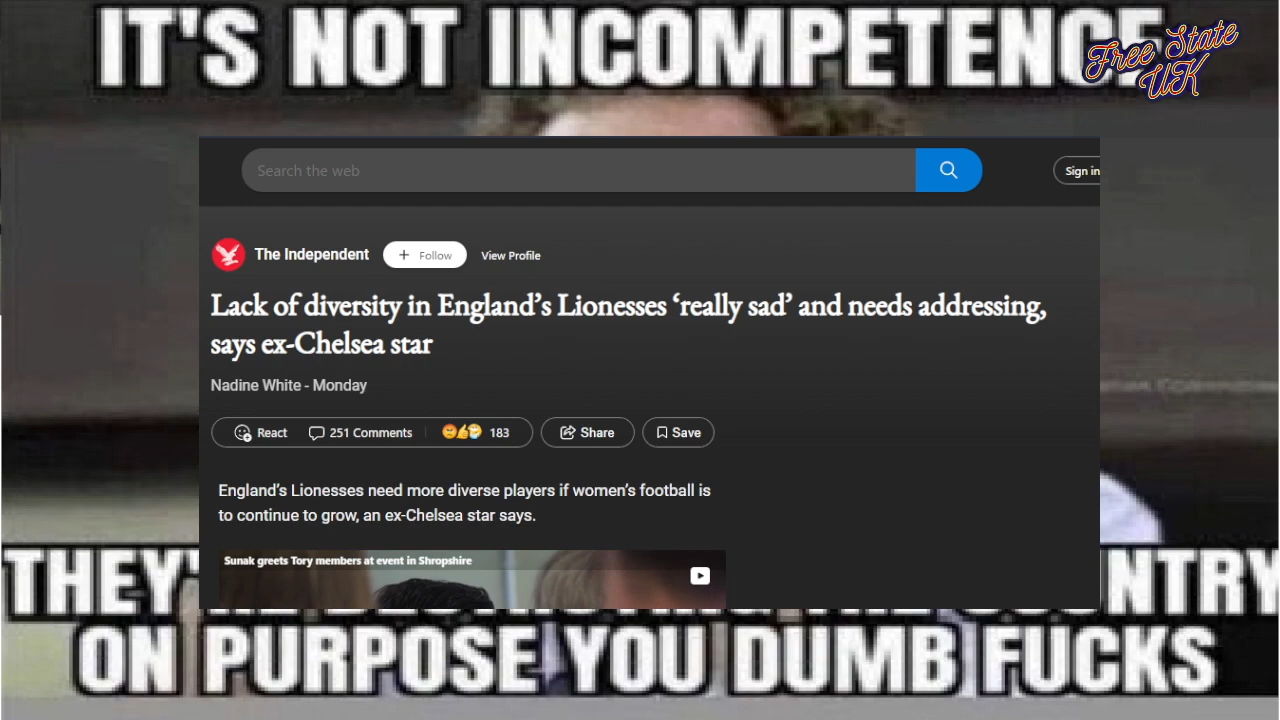 IT'S NOT INCOMPETENCE
Free State
UK
Search the web
Sign in
The Independent
+ Follow
View Profile
Lack of diversity in England’s Lionesses ‘really sad’ and needs addressing,
says ex-Chelsea star
Nadine White - Monday
React
251 Comments
183
Share
Save
England’s Lionesses need more diverse players if women’s football is
to continue to grow, an ex-Chelsea star says.
Sunak greets Tory members at event in Shropshire
ON PURPOSE YOU DUMB FUCKS